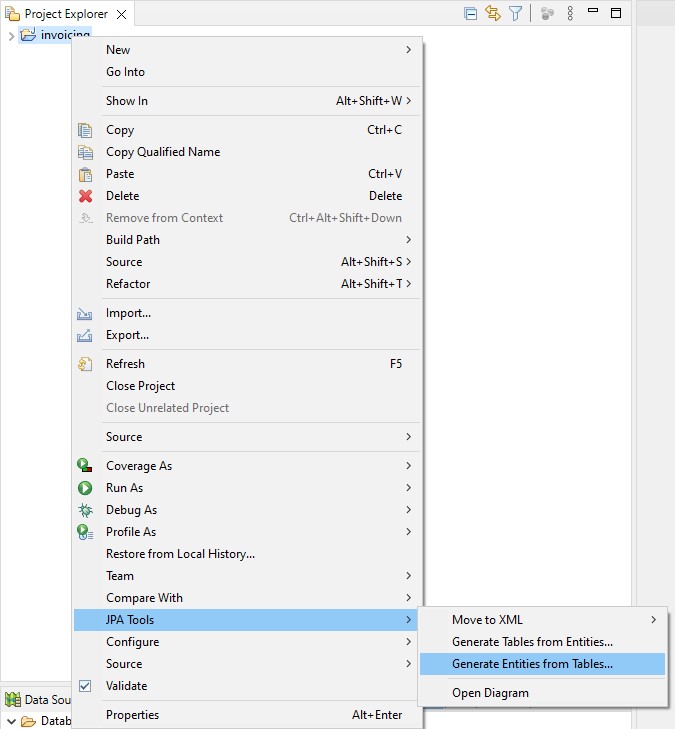 Project Explorer
invoicing
New
Go Into
Show In Alt+Shift+W
Copy Ctrl+C
Copy Qualified Name
Paste Ctrl+V
Delete Delete
Remove from Context Ctrl+Alt+Shift+Down
Build Path
Source Alt+Shift+S
Refactor Alt+Shift+T
Import...
Export...
Refresh F5
Close Project
Close Unrelated Project
Source
Coverage As
Run As
Debug As
Profile As
Restore from Local History...
Team
Compare With
JPA Tools
Move to XML
Configure
Generate Tables from Entities...
Source
Generate Entities from Tables...
Validate
Open Diagram
Data Sou
Properties Alt+Enter
Datab